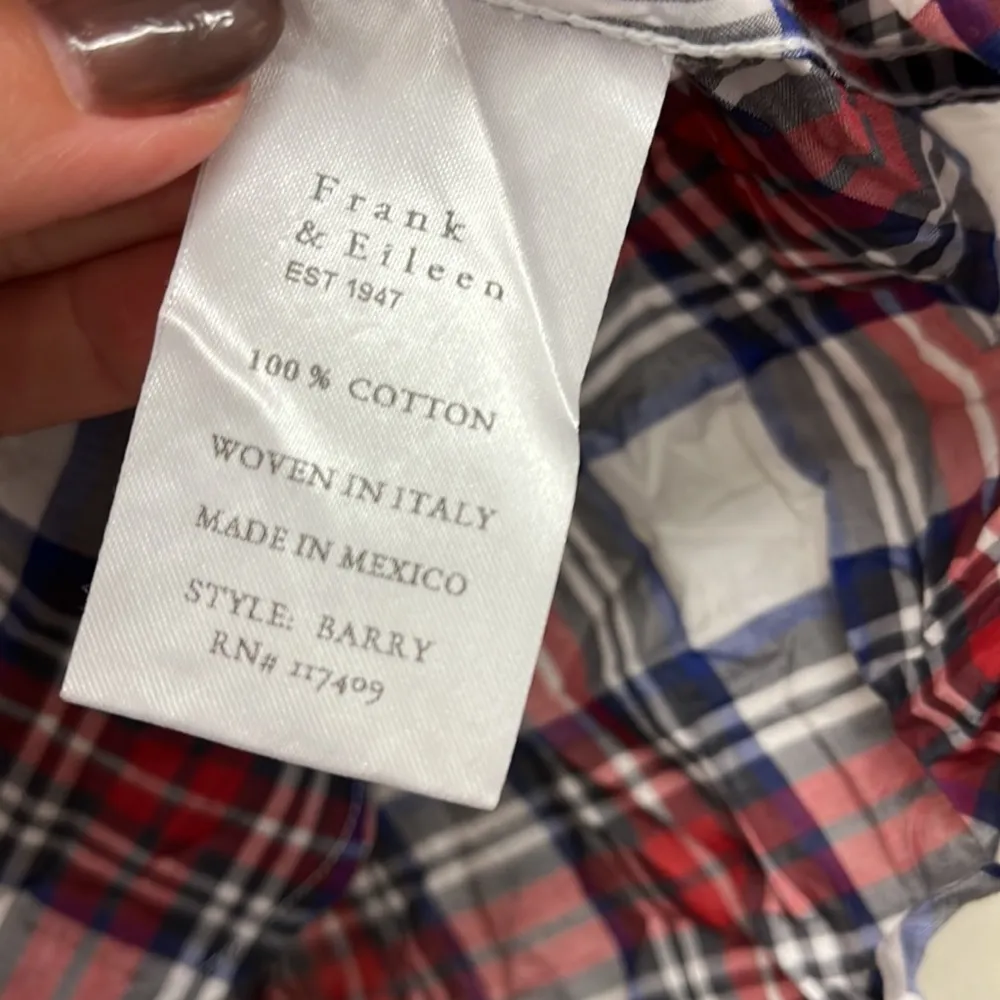 Frank
& Eileen
EST 1947
100 % COTTON
WOVEN IN ITALY
MADE IN MEXICO
STYLE: BARRY
RN# 117409